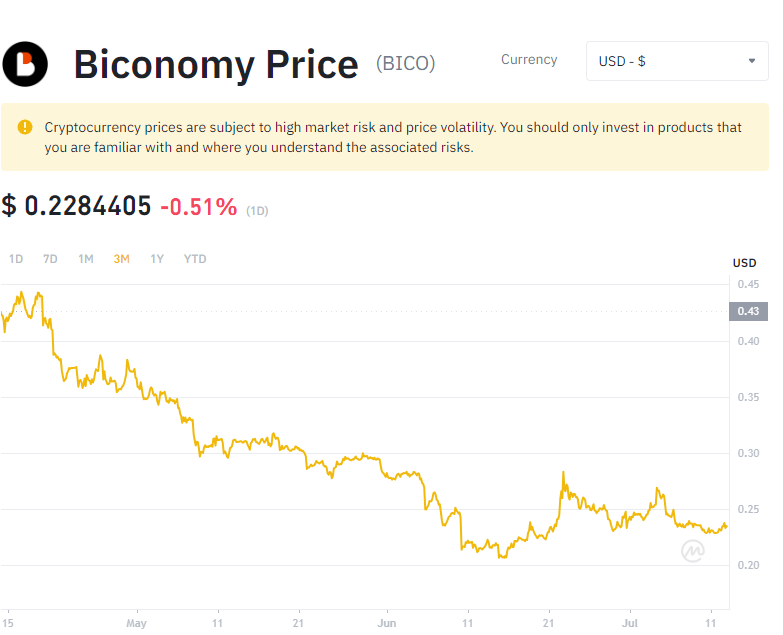 Biconomy Price (BICO)
Currency
USD - $
Cryptocurrency prices are subject to high market risk and price volatility. You should only invest in products that
you are familiar with and where you understand the associated risks.
$ 0.2284405 -0.51% (1D)
1D 7D 1M 3M 1Y YTD
USD
0.45
0.43
0.40
0.35
0.30
0.25
0.20
15 May 11 21 Jun 11 21 Jul 11